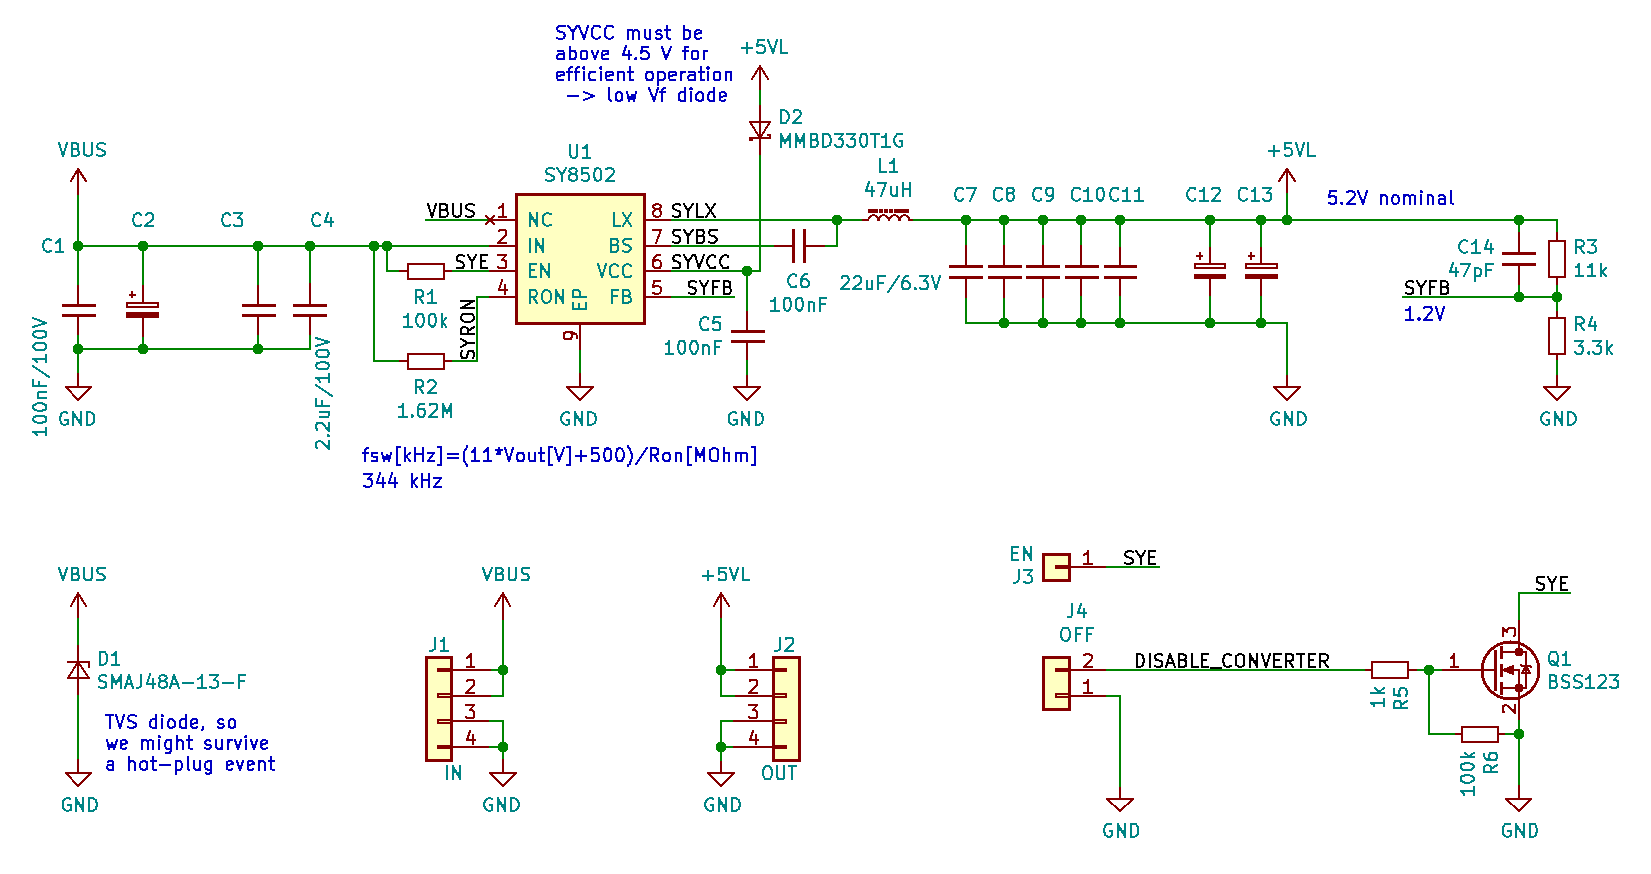 SYVCC must be
above 4.5 V for
efficient operation
-> low Vf diode
+5VL
D2
MMBD330T1G
VBUS
C1
100nF/100V
C2
C3
C4
2.2uF/100V
GND
U1
SY8502
VBUS
1 NC
2 IN
3 EN
4 RON
LX 8
BS 7
VCC 6
FB 5
EP
9
GND
SYE
SYRON
R1
100k
R2
1.62M
SYLX
SYBS
SYVCC
SYFB
C5
100nF
GND
C6
100nF
L1
47uH
C7 C8 C9 C10 C11
22uF/6.3V
C12 C13
+
+
+
+5VL
GND
5.2V nominal
C14
47pF
R3
11k
SYFB
1.2V
R4
3.3k
GND
fsw[kHz]=(11*Vout[V]+500)/Ron[MOhm]
344 kHz
VBUS
D1
SMAJ48A-13-F
TVS diode, so
we might survive
a hot-plug event
GND
VBUS
J1
1
2
3
4
IN
GND
+5VL
J2
1
2
3
4
OUT
GND
EN
J3
1
SYE
J4
OFF
2
1
DISABLE_CONVERTER
GND
1k
R5
100k
R6
SYE
3
1
2
Q1
BSS123
GND